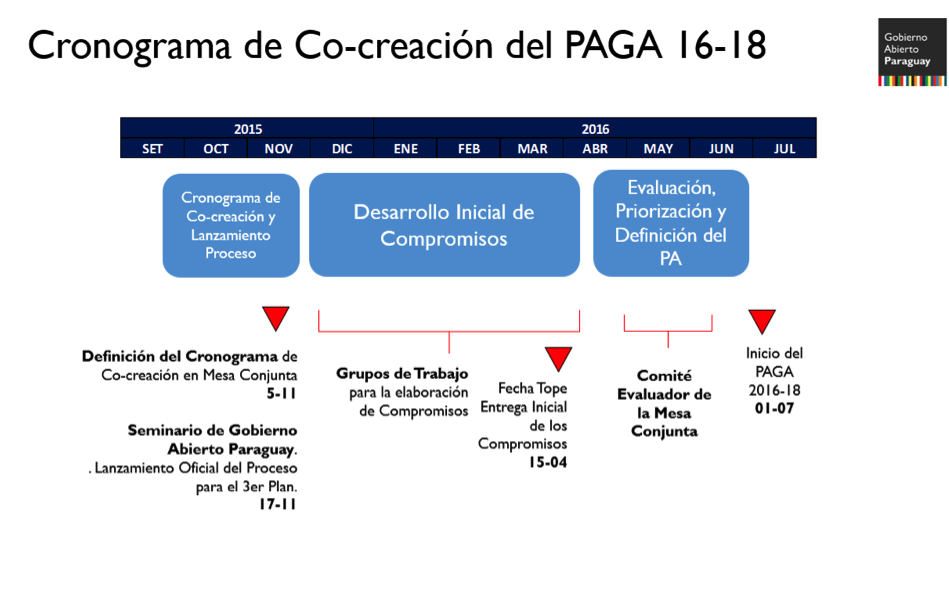 Cronograma de Co-creación del PAGA 16-18
Gobierno
Abierto
Paraguay
2015
2016
SET
OCT
NOV
DIC
ENE
FEB
MAR
ABR
MAY
JUN
JUL
Cronograma de
Co-creación y
Lanzamiento
Proceso
Desarrollo Inicial de
Compromisos
Evaluación,
Priorización y
Definición del
PA
Definición del Cronograma de
Co-creación en Mesa Conjunta
5-11
Seminario de Gobierno
Abierto Paraguay.
. Lanzamiento Oficial del Proceso
para el 3er Plan.
17-11
Grupos de Trabajo
para la elaboración
de Compromisos
Fecha Tope
Entrega Inicial
de los
Compromisos
15-04
Comité
Evaluador de
la Mesa
Conjunta
Inicio del
PAGA
2016-18
01-07